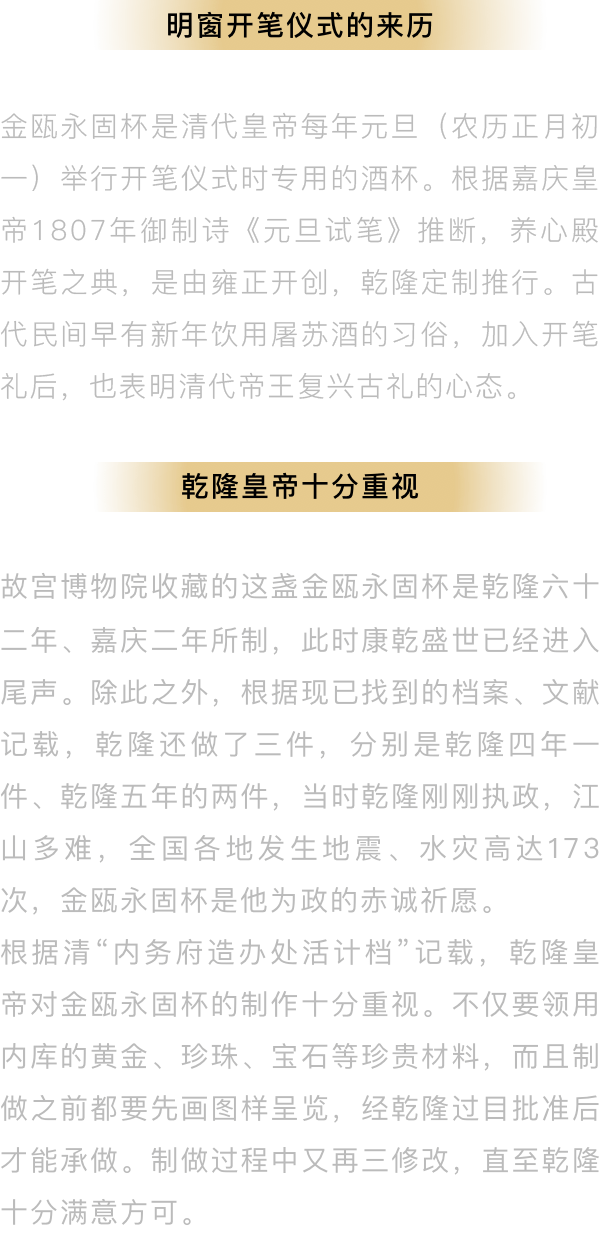 明窗开笔仪式的来历
金瓯永固杯是清代皇帝每年元旦（农历正月初
一）举行开笔仪式时专用的酒杯。根据嘉庆皇
帝1807年御制诗《元旦试笔》推断，养心殿
开笔之典，是由雍正开创，乾隆定制推行。古
代民间早有新年饮用屠苏酒的习俗，加入开笔
礼后，也表明清代帝王复兴古礼的心态。
乾隆皇帝十分重视
故宫博物院收藏的这盏金瓯永固杯是乾隆六十
二年、嘉庆二年所制，此时康乾盛世已经进入
尾声。除此之外，根据现已找到的档案、文献
记载，乾隆还做了三件，分别是乾隆四年一
件、乾隆五年的两件，当时乾隆刚刚执政，江
山多难，全国各地发生地震、水灾高达173
次，金瓯永固杯是他为政的赤诚祈愿。
根据清“内务府造办处活计档”记载，乾隆皇
帝对金瓯永固杯的制作十分重视。不仅要领用
内库的黄金、珍珠、宝石等珍贵材料，而且制
做之前都要先画图样呈览，经乾隆过目批准后
才能承做。制做过程中又再三修改，直至乾隆
十分满意方可。